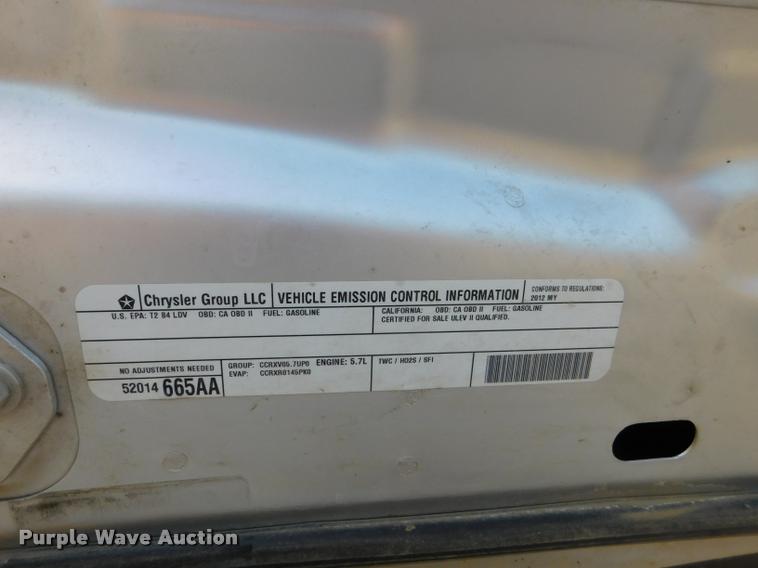 Chrysler Group LLC VEHICLE EMISSION CONTROL INFORMATION CONFORMS TO REGULATIONS:
2012 MY
U.S. EPA: T2 B4 LDV OBD: CA OBD II FUEL: GASOLINE
CALIFORNIA: OBD: CA OBD II FUEL: GASOLINE
CERTIFIED FOR SALE ULEV II QUALIFIED.
NO ADJUSTMENTS NEEDED
52014 665AA
GROUP: CCRXV05.7UP0 ENGINE: 5.7L
EVAP: CCRXR0145PK0
TWC / HO2S / SFI
Purple Wave Auction